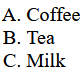 A. Coffee
B. Tea
C. Milk